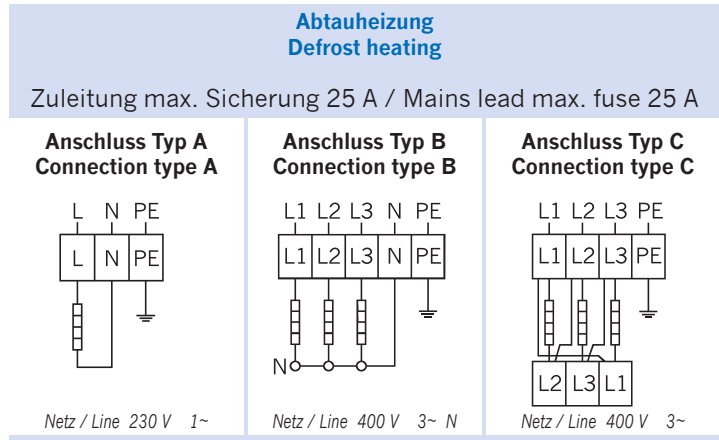 Abtauheizung
Defrost heating
Zuleitung max. Sicherung 25 A / Mains lead max. fuse 25 A
Anschluss Typ A
Connection type A
L N PE
L N PE
Netz / Line 230 V 1~
Anschluss Typ B
Connection type B
L1 L2 L3 N PE
L1 L2 L3 N PE
N
Netz / Line 400 V 3~ N
Anschluss Typ C
Connection type C
L1 L2 L3 PE
L1 L2 L3 PE
L2 L3 L1
Netz / Line 400 V 3~